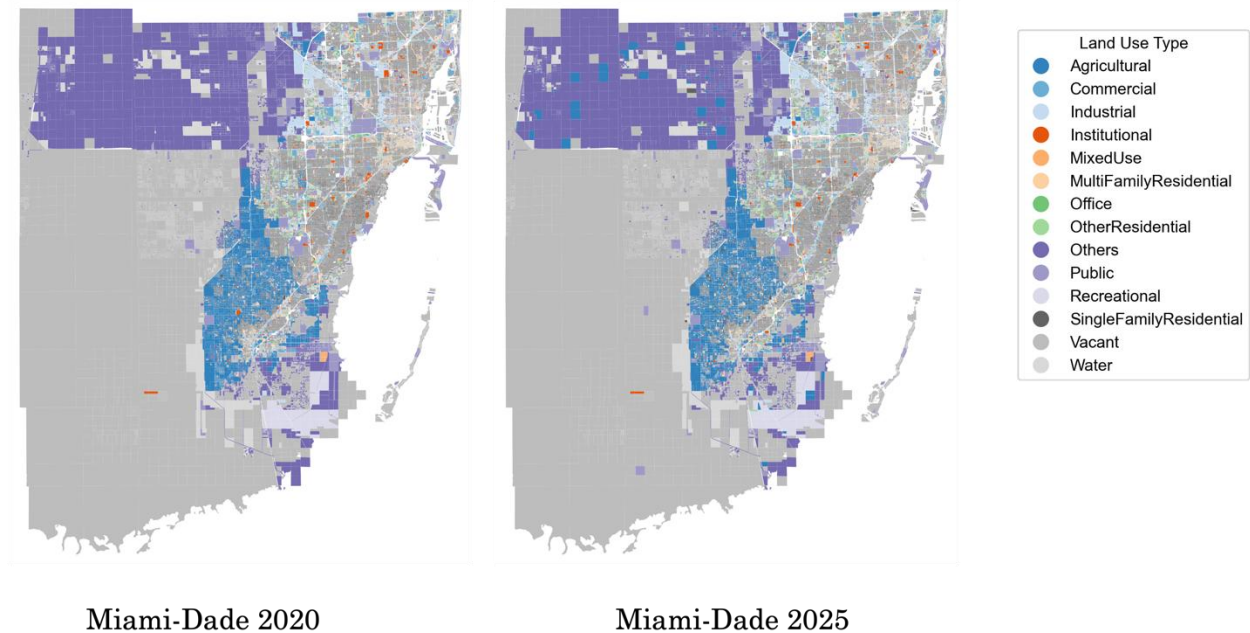 Land Use Type
Agricultural
Commercial
Industrial
Institutional
MixedUse
MultiFamilyResidential
Office
OtherResidential
Others
Public
Recreational
SingleFamilyResidential
Vacant
Water
Miami-Dade 2020
Miami-Dade 2025